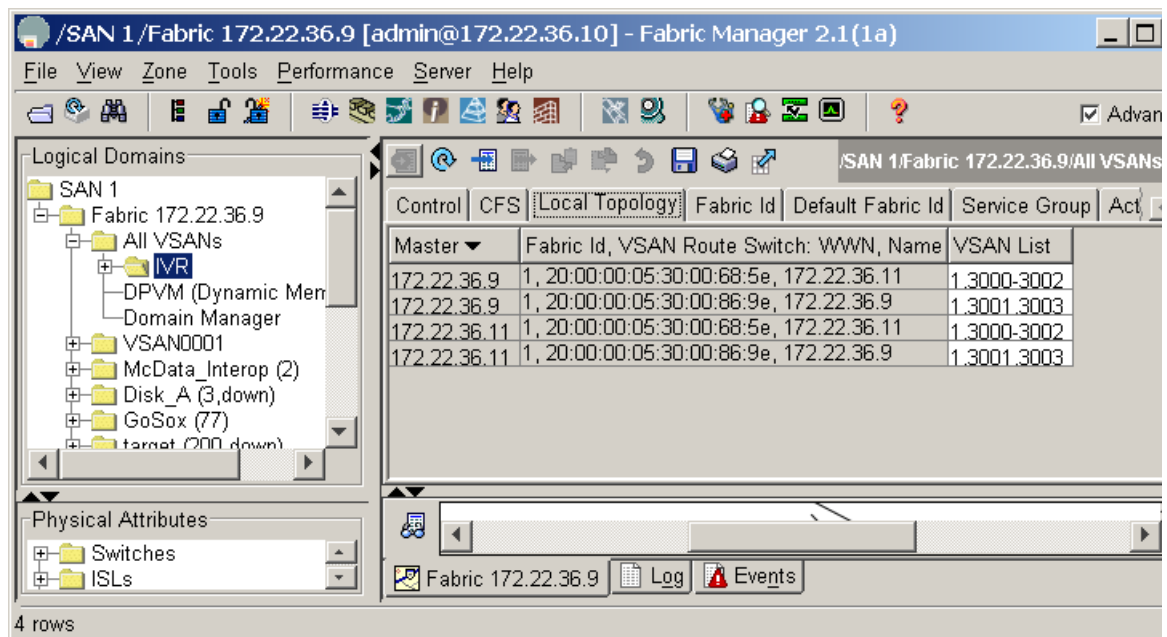 /SAN 1/Fabric 172.22.36.9 [admin@172.22.36.10] - Fabric Manager 2.1(1a)
File View Zone Tools Performance Server Help
Advan
Logical Domains
/SAN 1/Fabric 172.22.36.9/All VSANs
SAN 1
Fabric 172.22.36.9
All VSANs
IVR
DPVM (Dynamic Mem
Domain Manager
VSAN0001
McData_Interop (2)
Disk_A (3,down)
GoSox (77)
target (200,down)
Control CFS Local Topology Fabric Id Default Fabric Id Service Group Act
Master Fabric Id, VSAN Route Switch: WWN, Name VSAN List
172.22.36.9 1, 20:00:00:05:30:00:68:5e, 172.22.36.11 1,3000-3002
172.22.36.9 1, 20:00:00:05:30:00:86:9e, 172.22.36.9 1,3001,3003
172.22.36.11 1, 20:00:00:05:30:00:68:5e, 172.22.36.11 1,3000-3002
172.22.36.11 1, 20:00:00:05:30:00:86:9e, 172.22.36.9 1,3001,3003
Physical Attributes
Switches
ISLs
Fabric 172.22.36.9 Log Events
4 rows